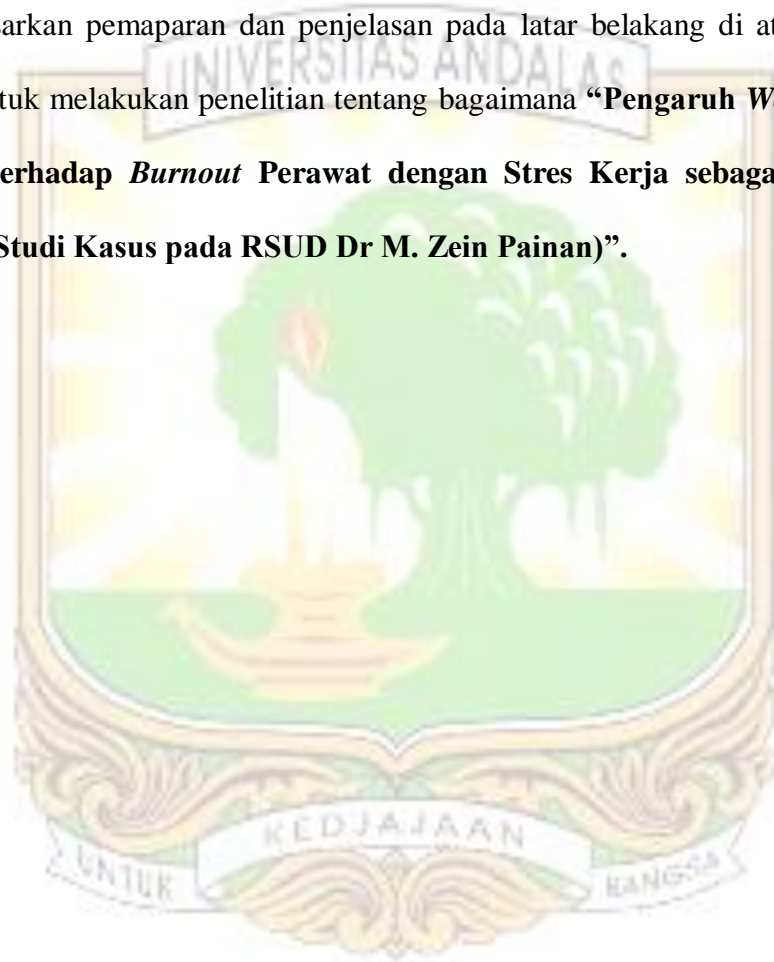 sarkan pemaparan dan penjelasan pada latar belakang di at
tuk melakukan penelitian tentang bagaimana “Pengaruh W
erhadap Burnout Perawat dengan Stres Kerja sebaga
Studi Kasus pada RSUD Dr M. Zein Painan)”.
UNIVERSITAS ANDALAS
KEDJAJAAN
UNTUK BANGSA